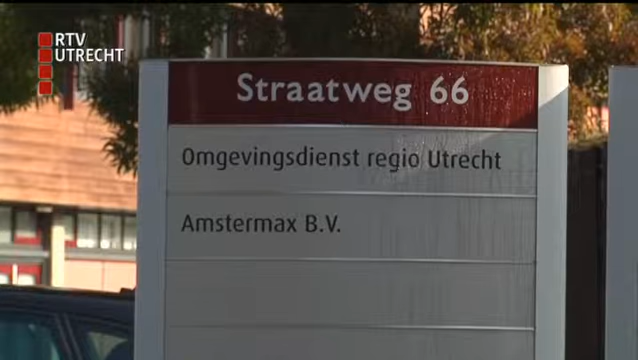 RTV
UTRECHT
Straatweg 66
Omgevingsdienst regio Utrecht
Amstermax B.V.